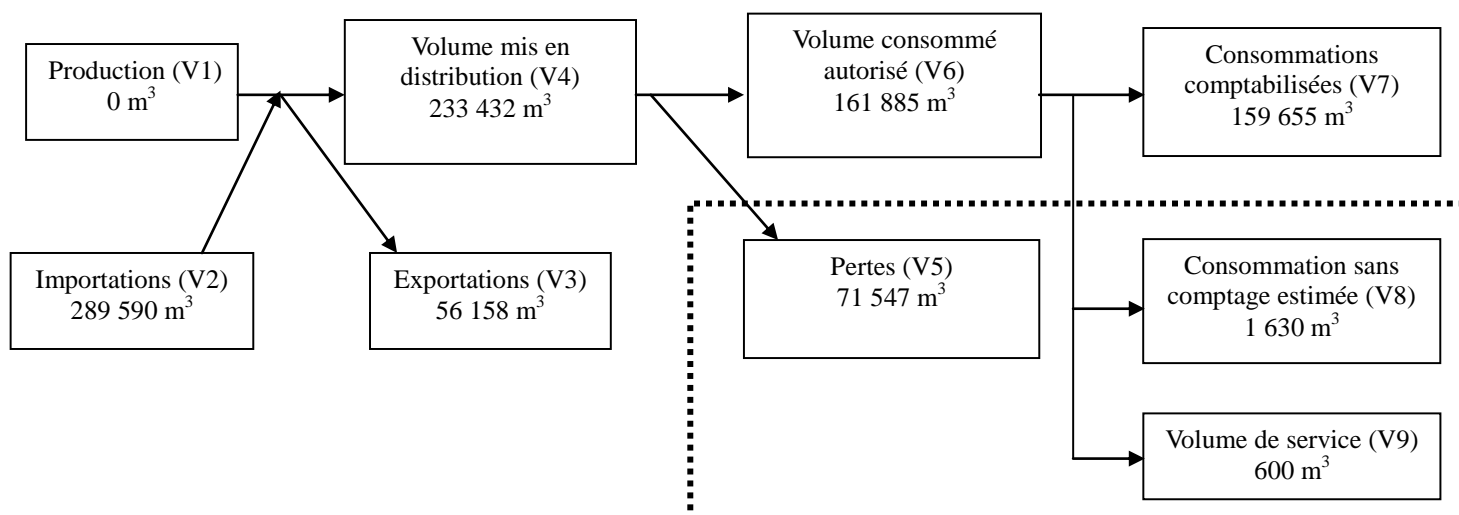 Production (V1)
0 m³
Volume mis en
distribution (V4)
233 432 m³
Volume consommé
autorisé (V6)
161 885 m³
Consommations
comptabilisées (V7)
159 655 m³
Importations (V2)
289 590 m³
Exportations (V3)
56 158 m³
Pertes (V5)
71 547 m³
Consommation sans
comptage estimée (V8)
1 630 m³
Volume de service (V9)
600 m³